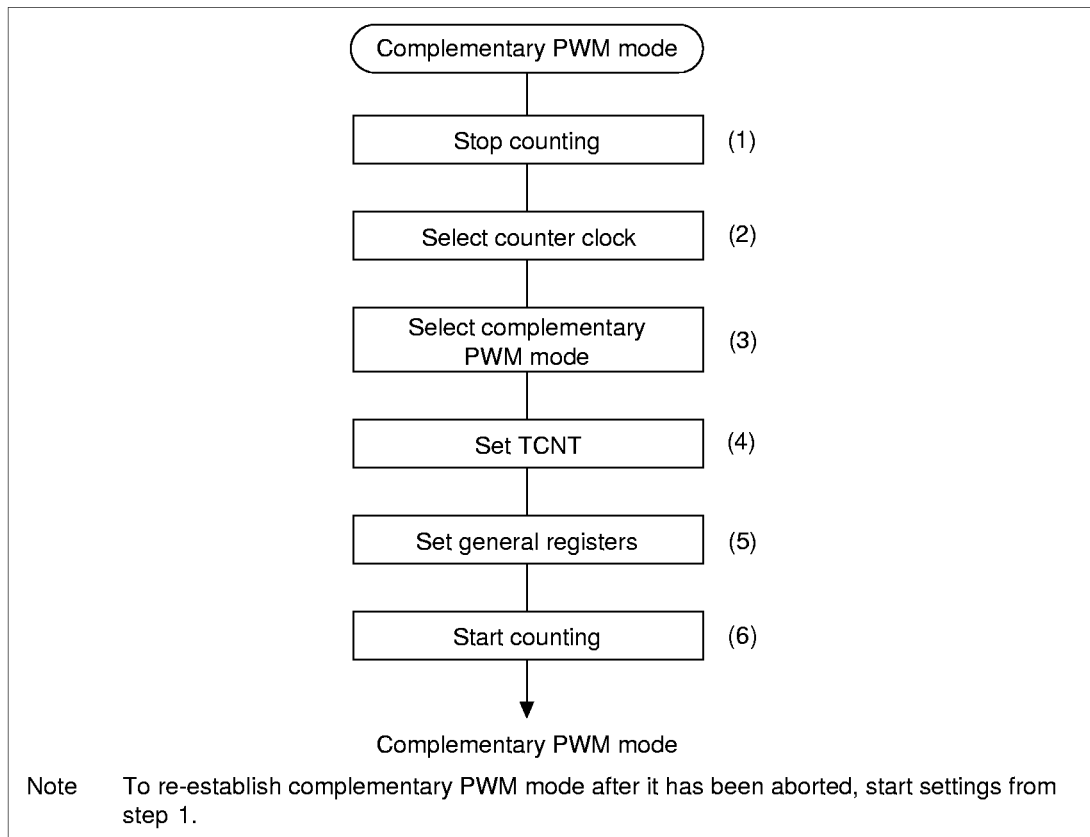 Complementary PWM mode
Stop counting (1)
Select counter clock (2)
Select complementary
PWM mode (3)
Set TCNT (4)
Set general registers (5)
Start counting (6)
Complementary PWM mode
Note To re-establish complementary PWM mode after it has been aborted, start settings from
step 1.